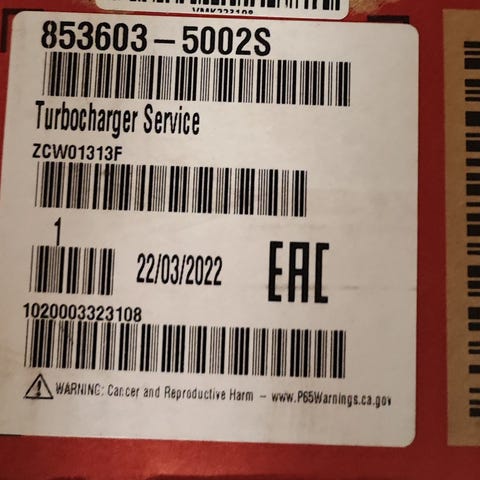 853603-5002S
Turbocharger Service
ZCW01313F
1
22/03/2022
EAC
1020003323108
WARNING: Cancer and Reproductive Harm - www.P65Warnings.ca.gov